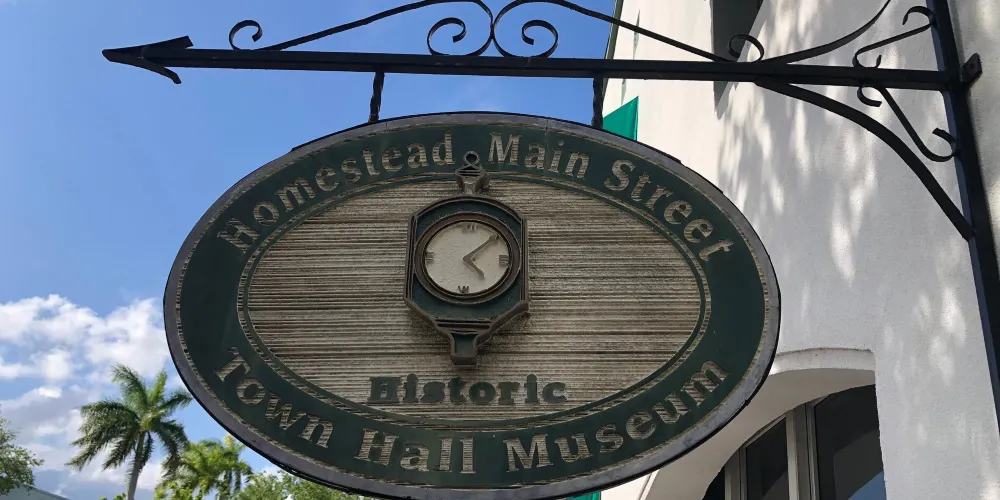 Homestead Main Street
Historic
Town Hall Museum